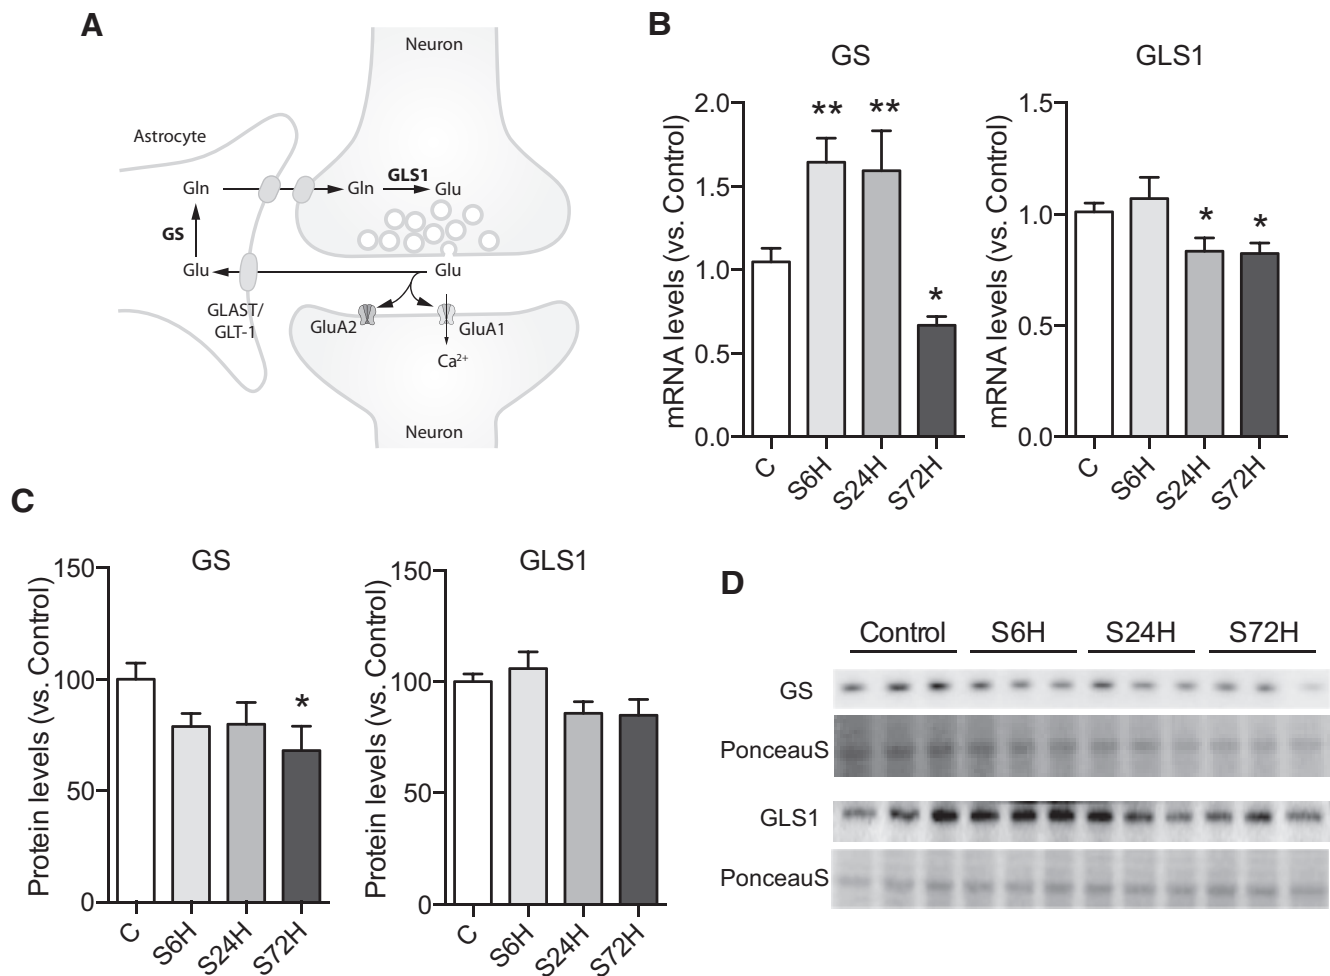 A
Neuron
Astrocyte
Gln
Gln
GLS1
Glu
GS
Glu
Glu
GLAST/
GLT-1
GluA2
GluA1
Ca²⁺
Neuron
B
GS
mRNA levels (vs. Control)
2.0
1.5
1.0
0.5
0.0
**
**
*
C
S6H
S24H
S72H
GLS1
mRNA levels (vs. Control)
1.5
1.0
0.5
0.0
*
*
C
S6H
S24H
S72H
C
GS
Protein levels (vs. Control)
150
100
50
0
*
C
S6H
S24H
S72H
GLS1
Protein levels (vs. Control)
150
100
50
0
C
S6H
S24H
S72H
D
Control S6H S24H S72H
GS
PonceauS
GLS1
PonceauS